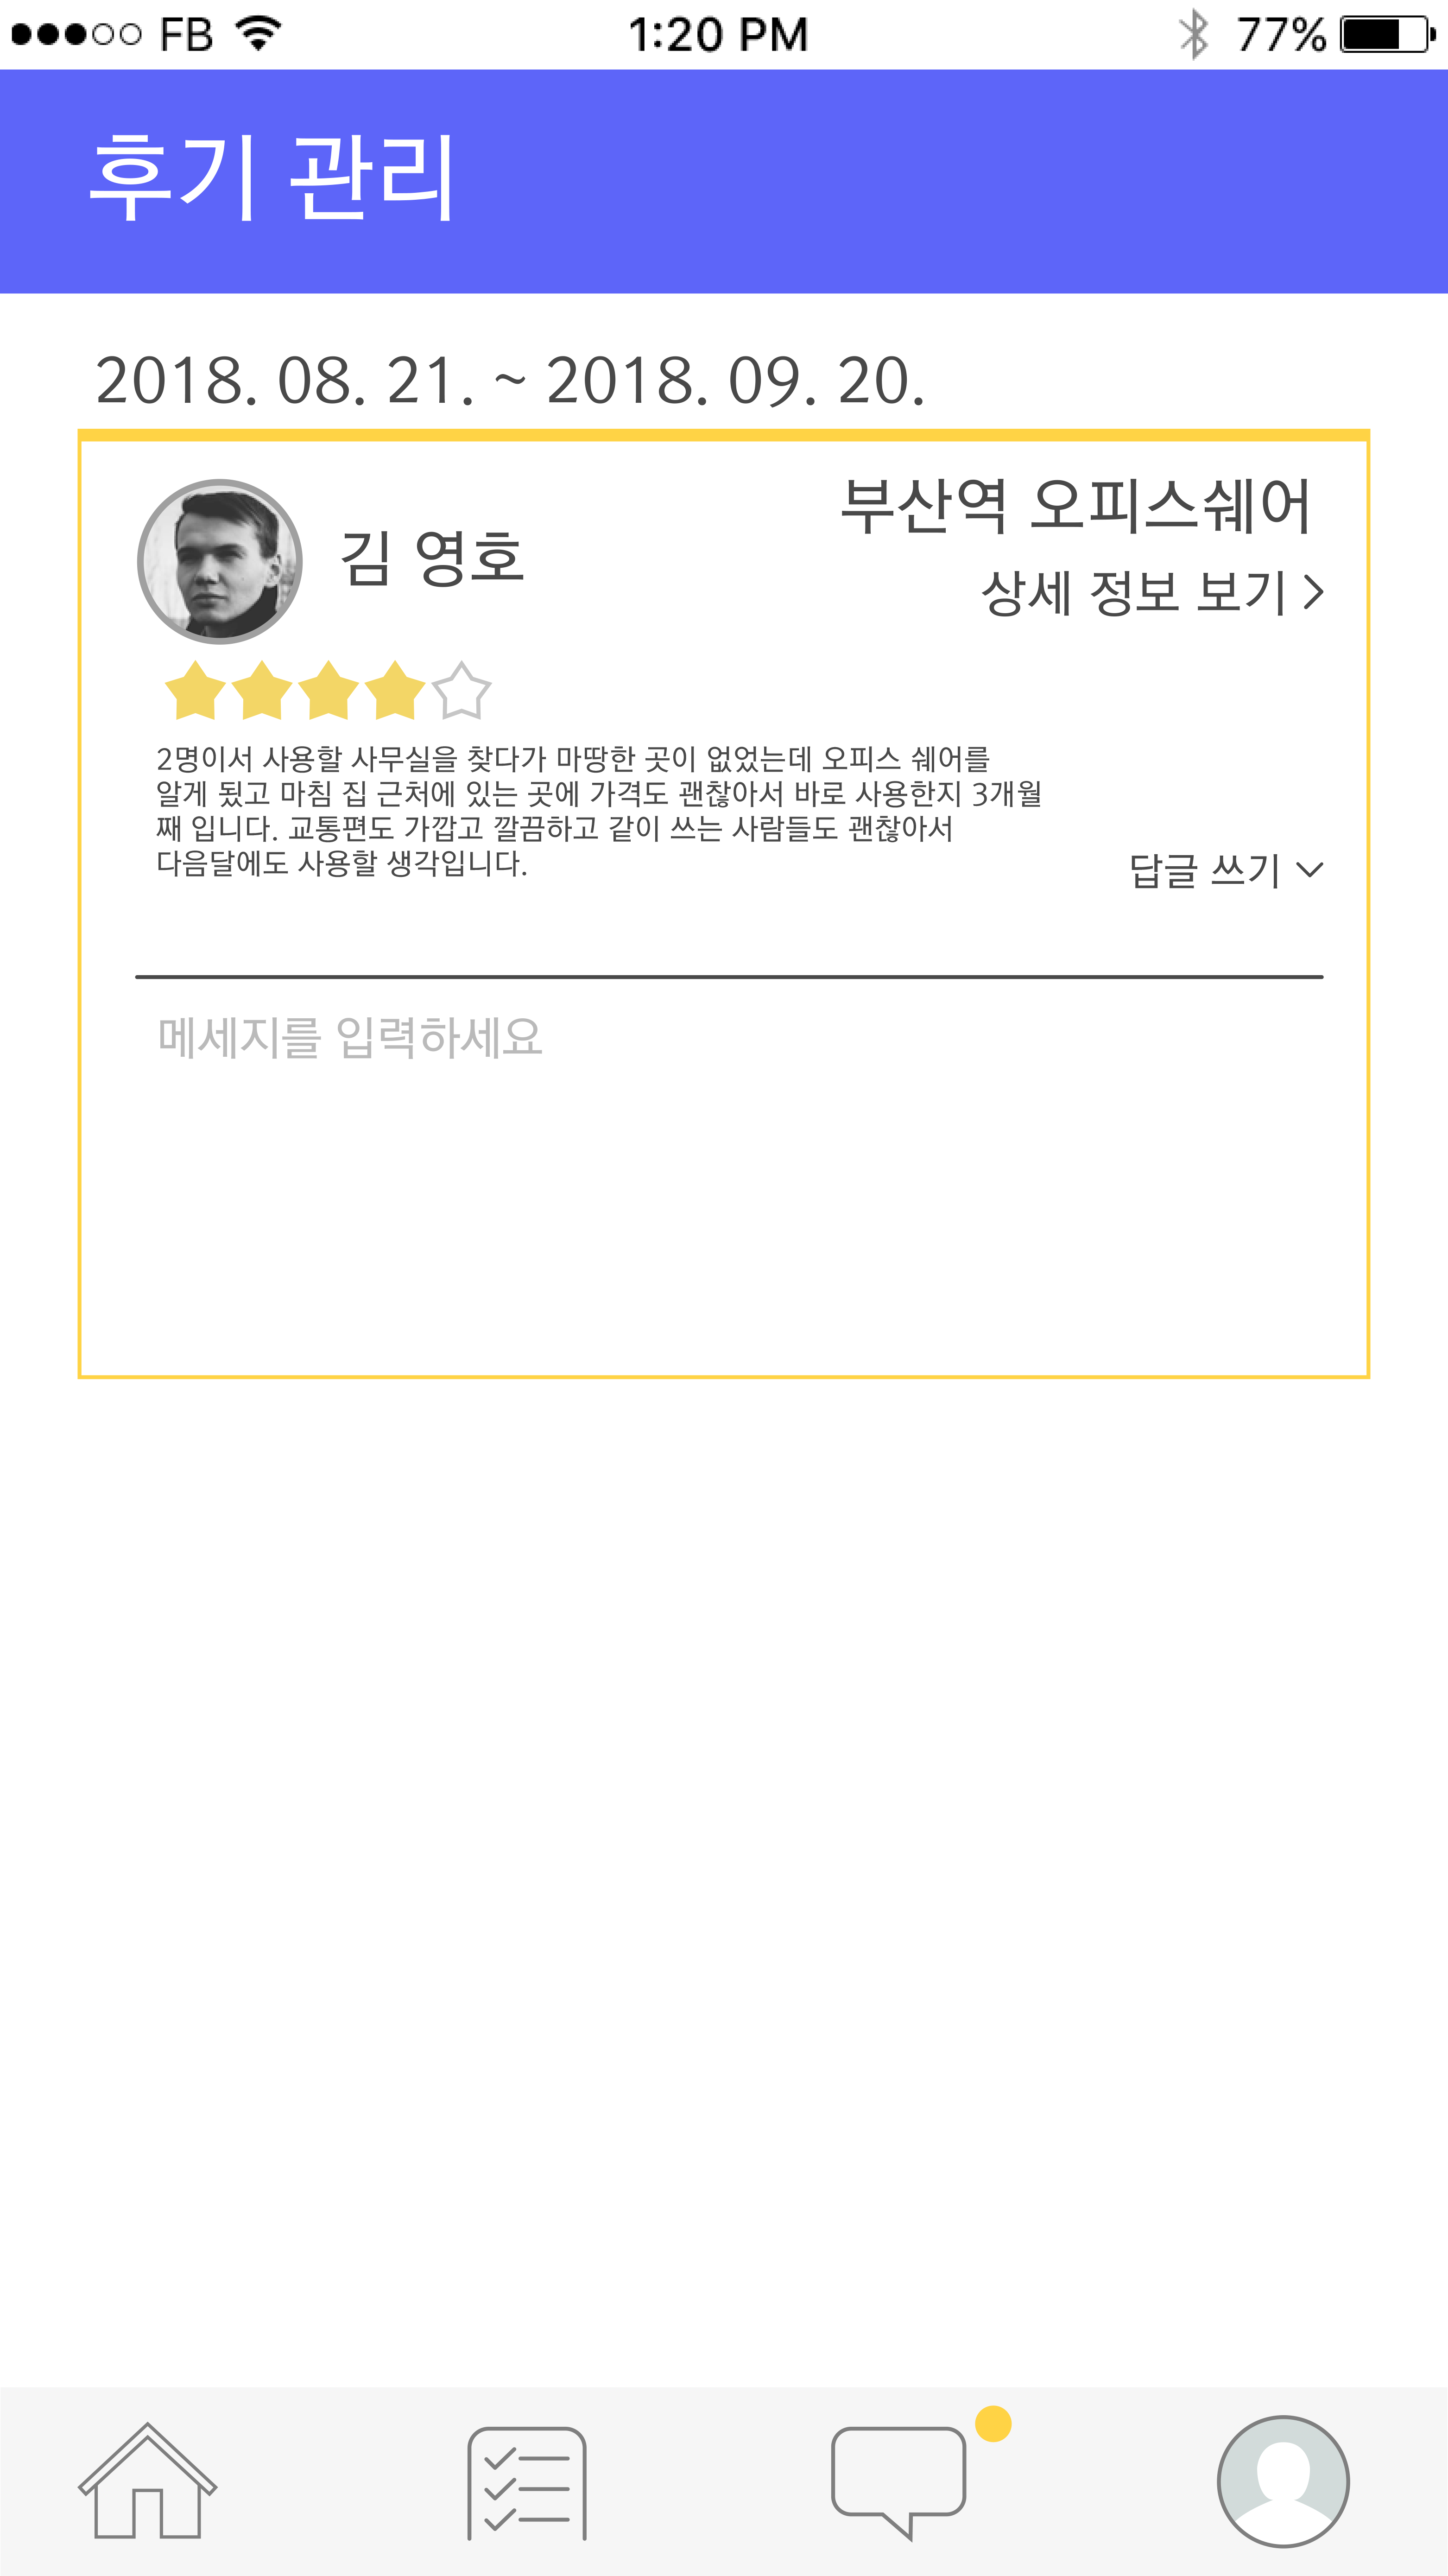 FB 1:20 PM 77%
후기 관리
2018. 08. 21. ~ 2018. 09. 20.
김 영호
부산역 오피스쉐어
상세 정보 보기
2명이서 사용할 사무실을 찾다가 마땅한 곳이 없었는데 오피스 쉐어를
알게 됬고 마침 집 근처에 있는 곳에 가격도 괜찮아서 바로 사용한지 3개월
째 입니다. 교통편도 가깝고 깔끔하고 같이 쓰는 사람들도 괜찮아서
다음달에도 사용할 생각입니다.
답글 쓰기
메세지를 입력하세요